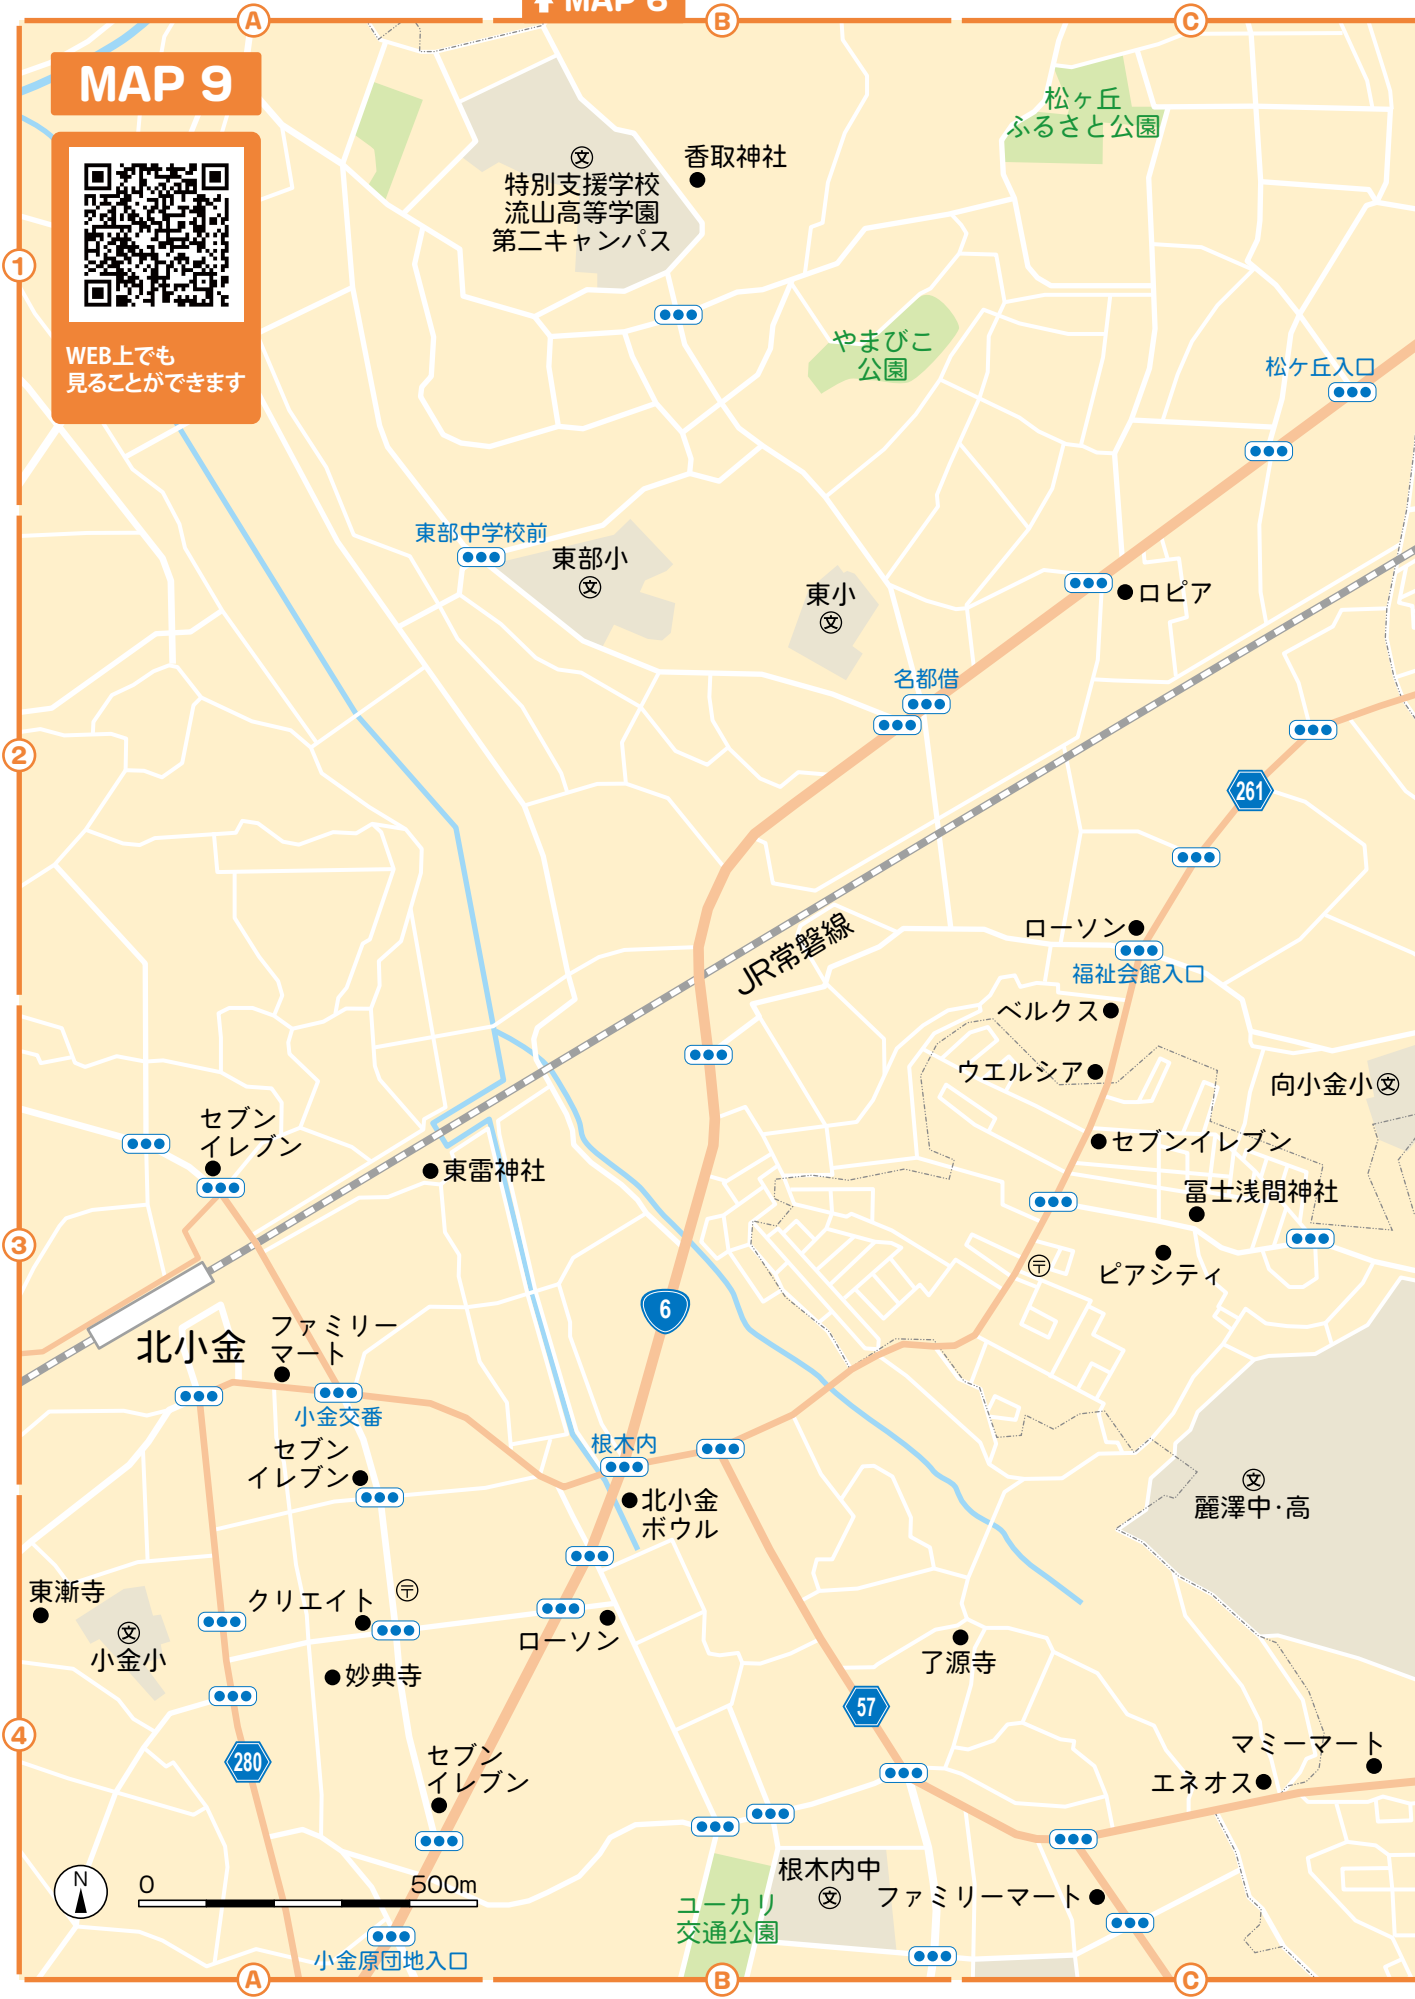 MAP 6
A
B
C
MAP 9
WEB上でも
見ることができます
松ヶ丘
ふるさと公園
香取神社
特別支援学校
流山高等学園
第二キャンパス
1
やまびこ
公園
松ケ丘入口
東部中学校前
東部小
東小
ロピア
名都借
2
261
ローソン
福祉会館入口
JR常磐線
ベルクス
ウエルシア
向小金小
セブン
イレブン
セブンイレブン
東雷神社
冨士浅間神社
3
ピアシティ
6
北小金
ファミリー
マート
小金交番
セブン
イレブン
根木内
北小金
ボウル
麗澤中・高
東漸寺
クリエイト
小金小
ローソン
妙典寺
了源寺
57
4
280
セブン
イレブン
マミーマート
エネオス
N
0
500m
根木内中
ユーカリ
交通公園
ファミリーマート
小金原団地入口
A
B
C